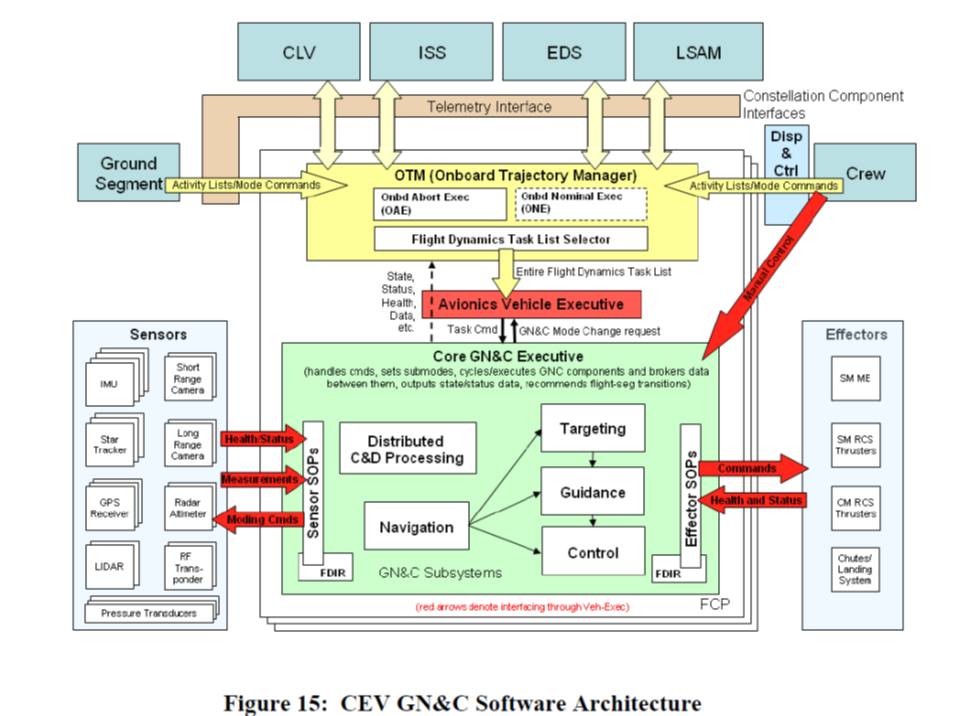 CLV
ISS
EDS
LSAM
Telemetry Interface
Constellation Component
Interfaces
Disp
&
Ctrl
Ground
Segment
Activity Lists/Mode Commands
OTM (Onboard Trajectory Manager)
Onbd Abort Exec
(OAE)
Onbd Nominal Exec
(ONE)
Flight Dynamics Task List Selector
Activity Lists/Mode Commands
Crew
Manual Control
State,
Status,
Health,
Data,
etc.
Entire Flight Dynamics Task List
Avionics Vehicle Executive
Task Cmd
GN&C Mode Change request
Sensors
IMU
Short
Range
Camera
Star
Tracker
Long
Range
Camera
GPS
Receiver
Radar
Altimeter
LIDAR
RF
Trans-
ponder
Pressure Transducers
Health/Status
Measurements
Moding Cmds
Core GN&C Executive
(handles cmds, sets submodes, cycles/executes GNC components and brokers data
between them, outputs state/status data, recommends flight-seg transitions)
Sensor SOPs
FDIR
Distributed
C&D Processing
Navigation
Targeting
Guidance
Control
GN&C Subsystems
Effector SOPs
FDIR
Commands
Health and Status
Effectors
SM ME
SM RCS
Thrusters
CM RCS
Thrusters
Chutes/
Landing
System
(red arrows denote interfacing through Veh-Exec)
FCP
Figure 15: CEV GN&C Software Architecture